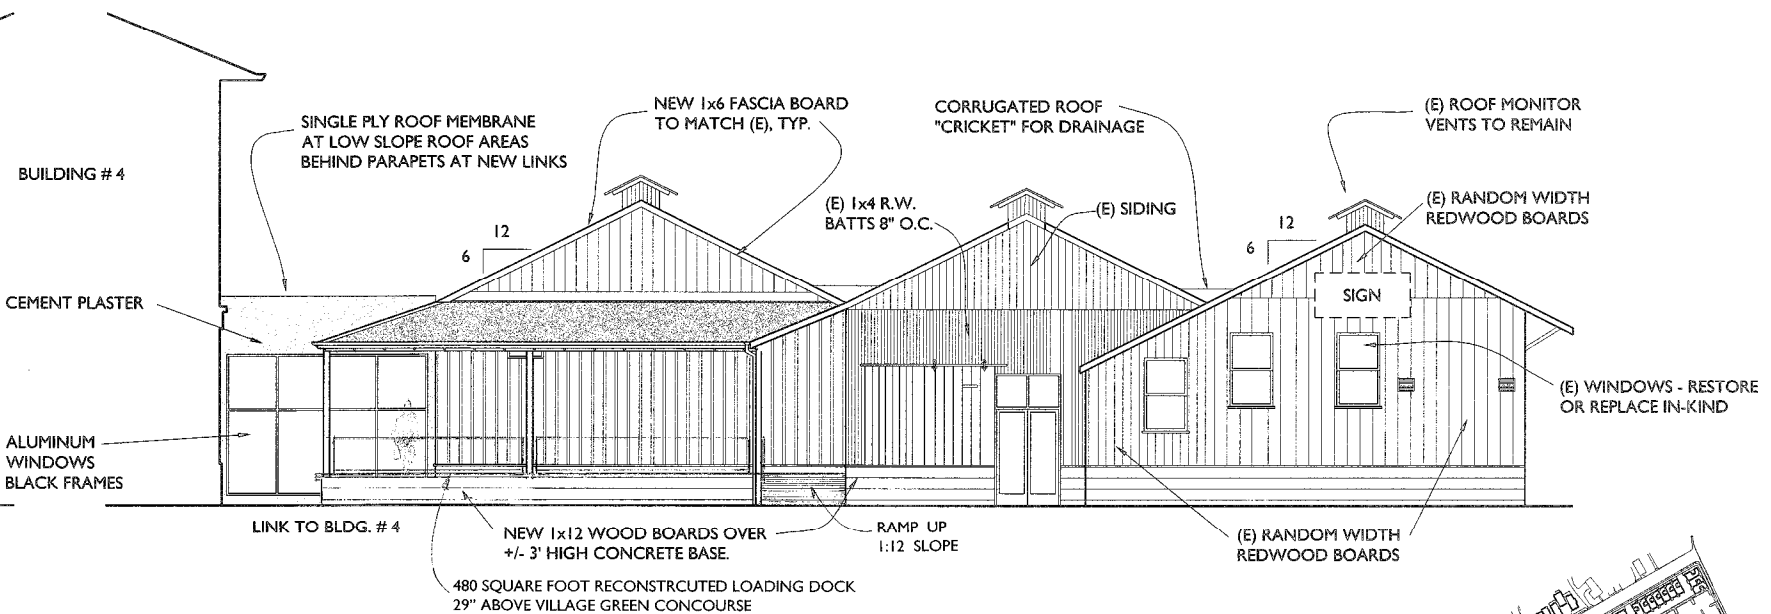 BUILDING # 4
SINGLE PLY ROOF MEMBRANE
AT LOW SLOPE ROOF AREAS
BEHIND PARAPETS AT NEW LINKS
NEW 1x6 FASCIA BOARD
TO MATCH (E), TYP.
CORRUGATED ROOF
"CRICKET" FOR DRAINAGE
(E) ROOF MONITOR
VENTS TO REMAIN
(E) 1x4 R.W.
BATTS 8" O.C.
(E) SIDING
(E) RANDOM WIDTH
REDWOOD BOARDS
12
6
12
6
SIGN
CEMENT PLASTER
ALUMINUM
WINDOWS
BLACK FRAMES
(E) WINDOWS - RESTORE
OR REPLACE IN-KIND
LINK TO BLDG. # 4
NEW 1x12 WOOD BOARDS OVER
+/- 3' HIGH CONCRETE BASE.
RAMP UP
1:12 SLOPE
(E) RANDOM WIDTH
REDWOOD BOARDS
480 SQUARE FOOT RECONSTRCUTED LOADING DOCK
29" ABOVE VILLAGE GREEN CONCOURSE